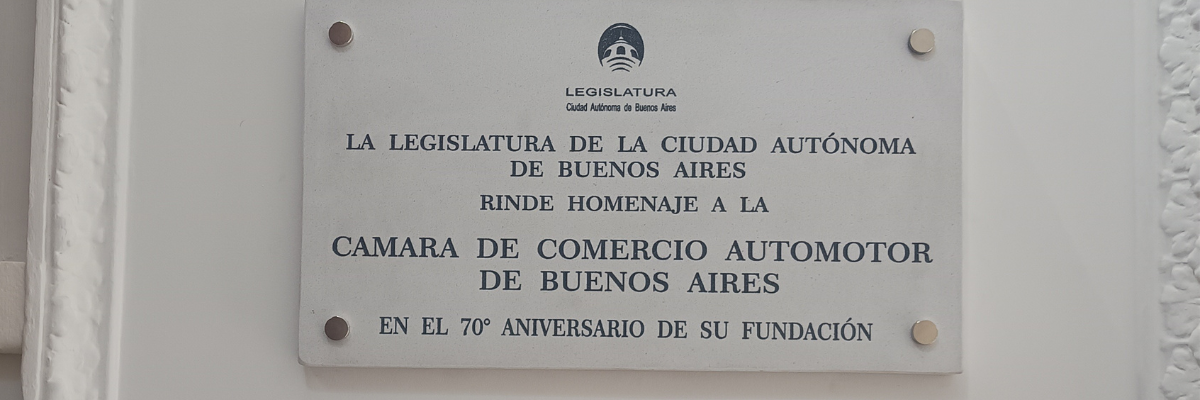 LEGISLATURA
Ciudad Autónoma de Buenos Aires
LA LEGISLATURA DE LA CIUDAD AUTÓNOMA
DE BUENOS AIRES
RINDE HOMENAJE A LA
CAMARA DE COMERCIO AUTOMOTOR
DE BUENOS AIRES
EN EL 70° ANIVERSARIO DE SU FUNDACIÓN